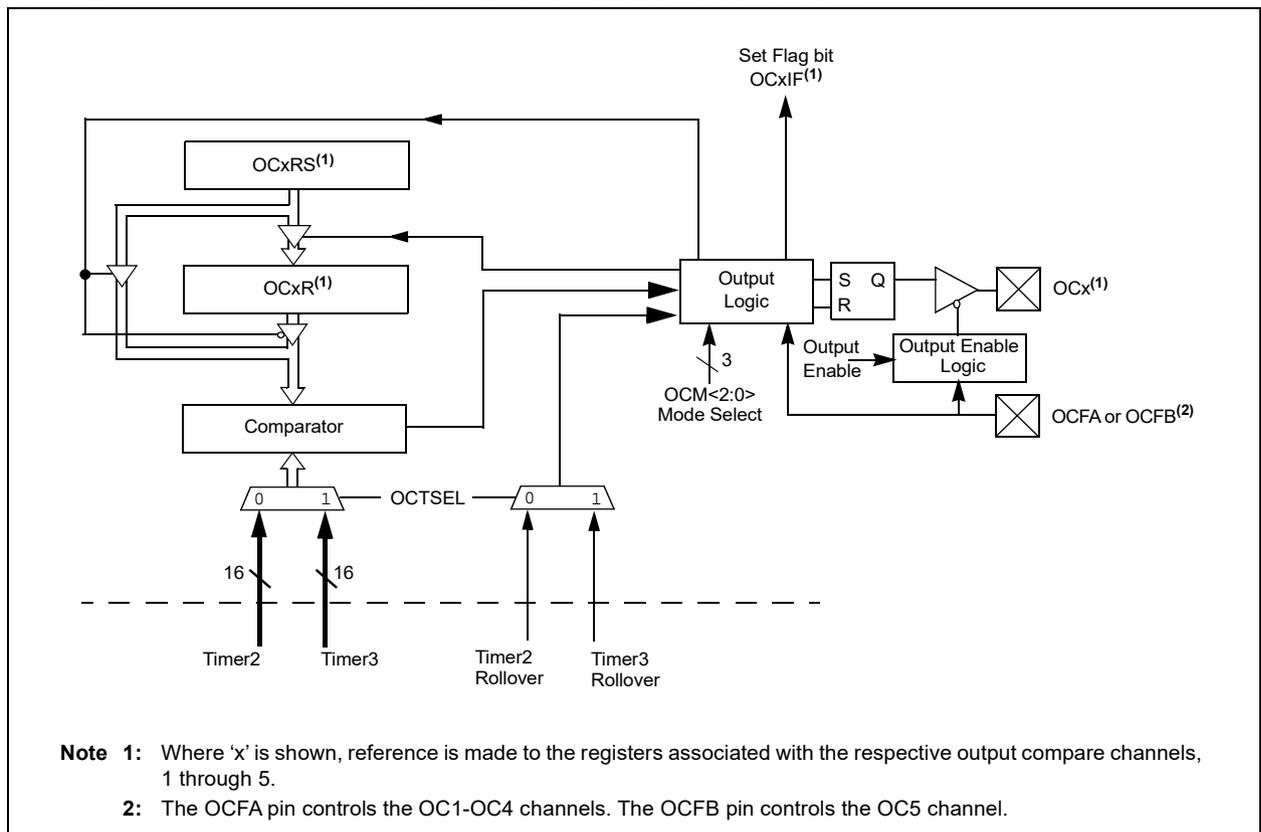 Set Flag bit
OCxIF(1)
OCxRS(1)
OCxR(1)
Output
Logic
S Q
R
OCx(1)
3
Output
Enable
Output Enable
Logic
OCM<2:0>
Mode Select
OCFA or OCFB(2)
Comparator
0 1
OCTSEL
0 1
16
16
Timer2
Timer3
Timer2
Rollover
Timer3
Rollover
Note 1: Where ‘x’ is shown, reference is made to the registers associated with the respective output compare channels,
1 through 5.
2: The OCFA pin controls the OC1-OC4 channels. The OCFB pin controls the OC5 channel.